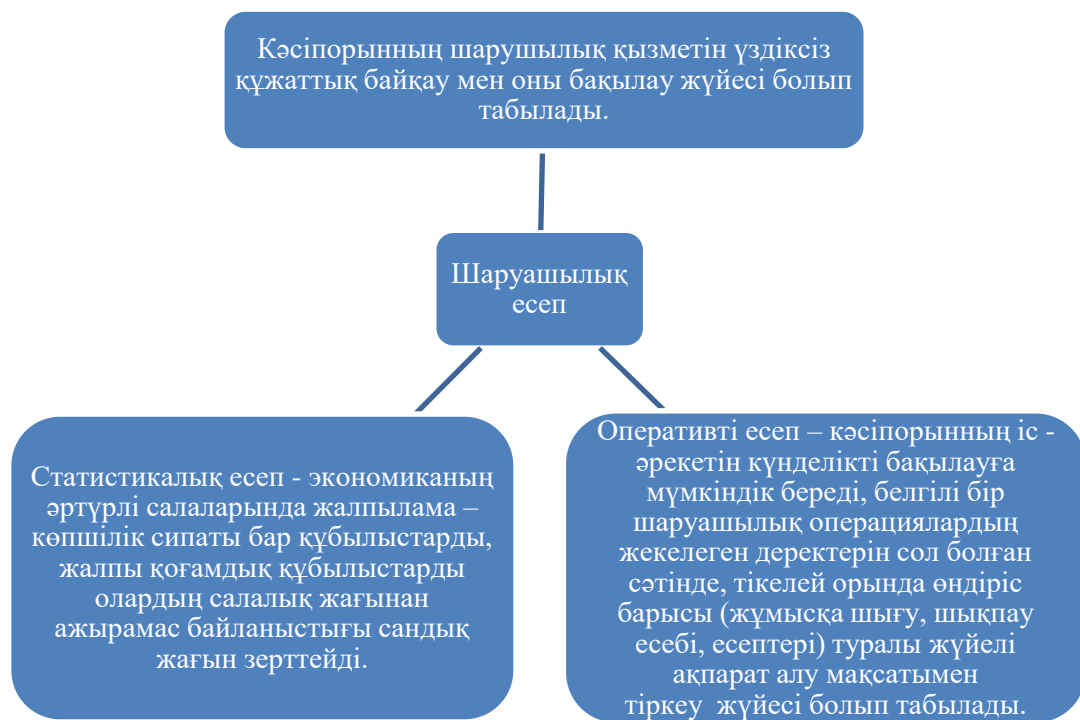 Кәсіпорынның шарушылық қызметін үздіксіз
құжаттық байқау мен оны бақылау жүйесі болып
табылады.
Шаруашылық
есеп
Статистикалық есеп - экономиканың
әртүрлі салаларында жалпылама –
көпшілік сипаты бар құбылыстарды,
жалпы қоғамдық құбылыстарды
олардың салалық жағынан
ажырамас байланыстығы сандық
жағын зерттейді.
Оперативті есеп – кәсіпорынның іс -
әрекетін күнделікті бақылауға
мүмкіндік береді, белгілі бір
шаруашылық операциялардың
жекелеген деректерін сол болған
сәтінде, тікелей орында өндіріс
барысы (жұмысқа шығу, шықпау
есебі, есептері) туралы жүйелі
ақпарат алу мақсатымен
тіркеу  жүйесі болып табылады.